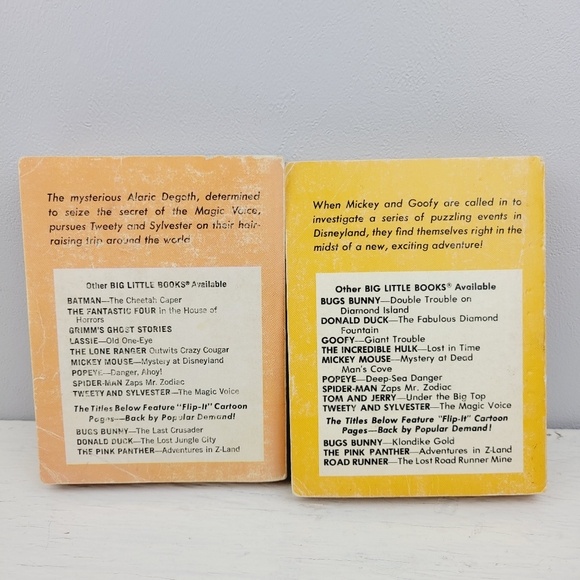 The mysterious Alaric Degoth, determined
to seize the secret of the Magic Voice,
pursues Tweety and Sylvester on their hair-
raising trip around the world
Other BIG LITTLE BOOKS® Available
BATMAN—The Cheetah Caper
THE FANTASTIC FOUR in the House of
Horrors
GRIMM'S GHOST STORIES
LASSIE—Old One-Eye
THE LONE RANGER Outwits Crazy Cougar
MICKEY MOUSE—Mystery at Disneyland
POPEYE—Danger, Ahoy!
SPIDER-MAN Zaps Mr. Zodiac
TWEETY AND SYLVESTER—The Magic Voice
The Titles Below Feature "Flip-It" Cartoon
Pages—Back by Popular Demand!
BUGS BUNNY—The Last Crusader
DONALD DUCK—The Lost Jungle City
THE PINK PANTHER—Adventures in Z-Land
When Mickey and Goofy are called in to
investigate a series of puzzling events in
Disneyland, they find themselves right in the
midst of a new, exciting adventure!
Other BIG LITTLE BOOKS® Available
BUGS BUNNY—Double Trouble on
Diamond Island
DONALD DUCK—The Fabulous Diamond
Fountain
GOOFY—Giant Trouble
THE INCREDIBLE HULK—Lost in Time
MICKEY MOUSE—Mystery at Dead
Man's Cove
POPEYE—Deep-Sea Danger
SPIDER-MAN Zaps Mr. Zodiac
TOM AND JERRY—Under the Big Top
TWEETY AND SYLVESTER—The Magic Voice
The Titles Below Feature "Flip-It" Cartoon
Pages—Back by Popular Demand!
BUGS BUNNY—Klondike Gold
THE PINK PANTHER—Adventures in Z-Land
ROAD RUNNER—The Lost Road Runner Mine